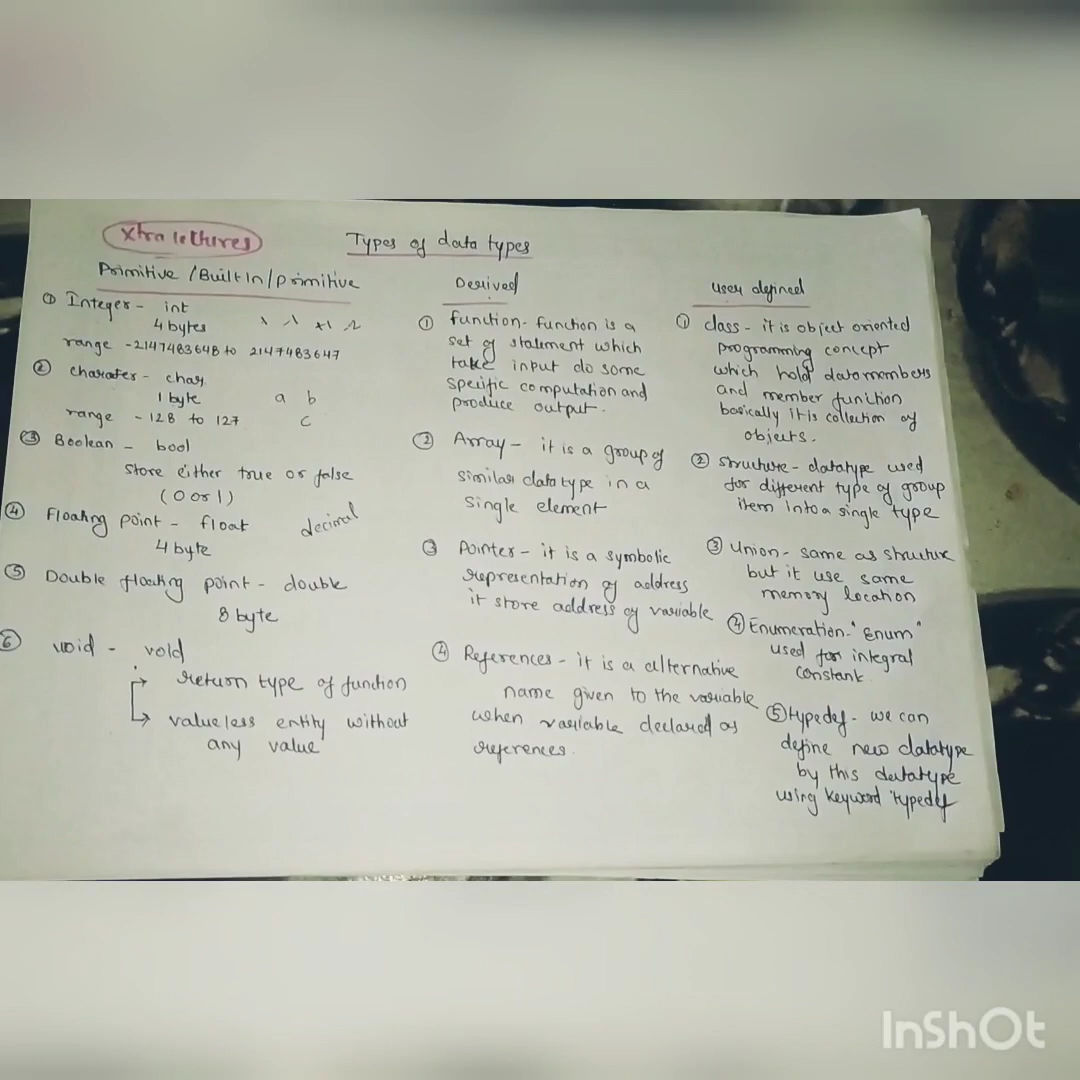 Xtra lectures
Types of data types
Primitive / Built In / primitive
① Integer - int
4 bytes
range -2147483648 to 2147483647
② charater - char
1 byte a b
range -128 to 127 c
③ Boolean - bool
store either true or false
(0 or 1)
④ Floating point - float decimal
4 byte
⑤ Double floating point - double
8 byte
⑥ void - void
return type of function
valueless entity without
any value
Derived
① function - function is a
set of statement which
take input do some
specific computation and
produce output.
② Array - it is a group of
similar data type in a
single element
③ Pointer - it is a symbolic
representation of address
it store address of variable
④ References - it is a alternative
name given to the variable
when variable declared as
references.
user defined
① class - it is object oriented
programming concept
which hold datamembers
and member function
basically it is collection of
objects.
② structure - datatype used
for different type of group
item into a single type
③ Union - same as structure
but it use same
memory location
④ Enumeration - "Enum"
used for integral
constant
⑤ typedef - we can
define new datatype
by this datatype
using keyword 'typedef
InShOt